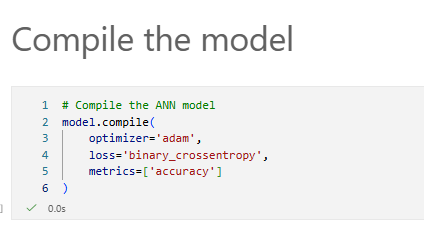 Compile the model
1 # Compile the ANN model
2 model.compile(
3     optimizer='adam',
4     loss='binary_crossentropy',
5     metrics=['accuracy']
6 )
] ✓ 0.0s